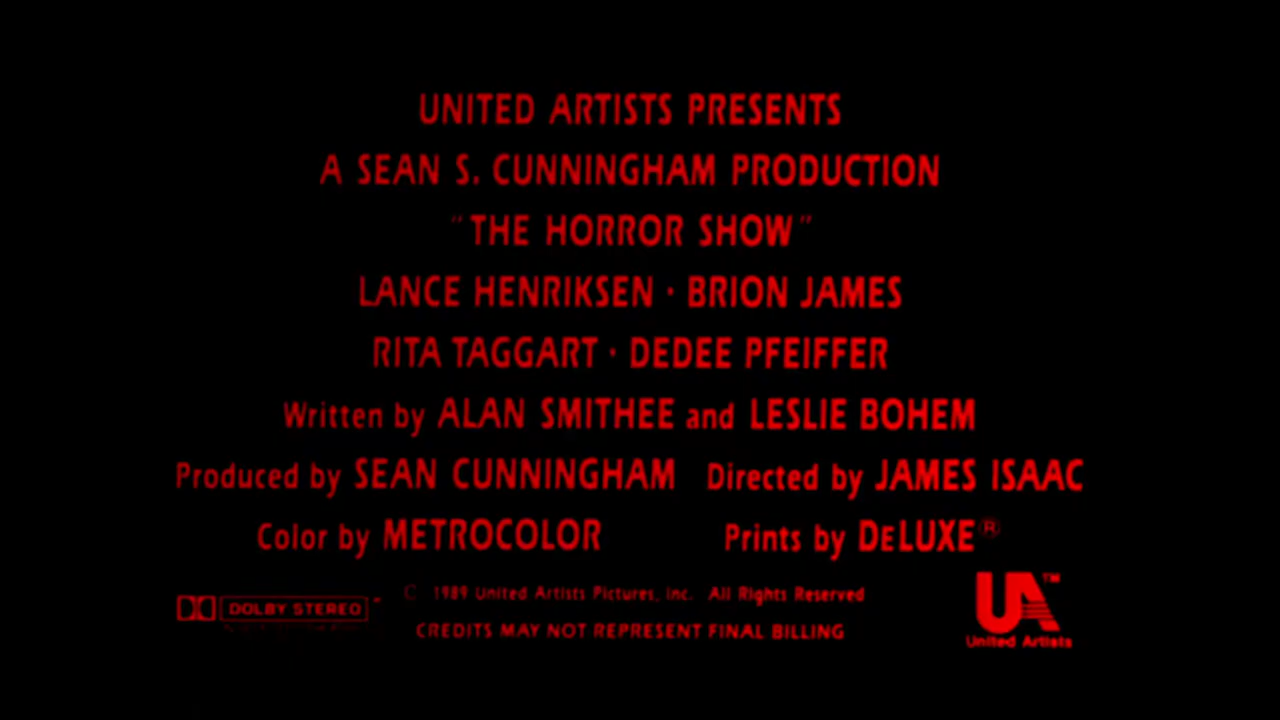 UNITED ARTISTS PRESENTS
A SEAN S. CUNNINGHAM PRODUCTION
"THE HORROR SHOW"
LANCE HENRIKSEN · BRION JAMES
RITA TAGGART · DEDEE PFEIFFER
Written by ALAN SMITHEE and LESLIE BOHEM
Produced by SEAN CUNNINGHAM Directed by JAMES ISAAC
Color by METROCOLOR Prints by DELUXE®
DOLBY STEREO™ © 1989 United Artists Pictures, Inc. All Rights Reserved
CREDITS MAY NOT REPRESENT FINAL BILLING
UA™
United Artists